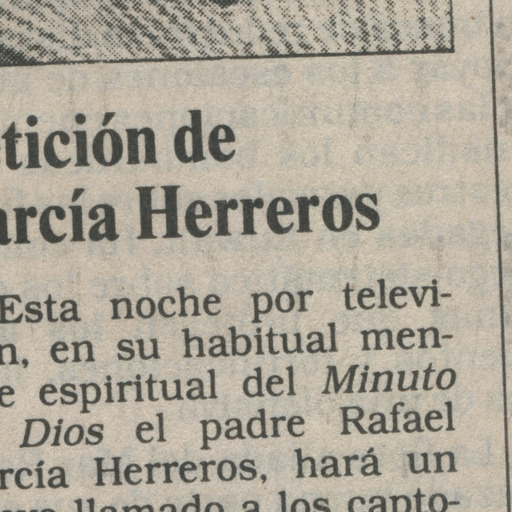 tición de
arcía Herreros
Esta noche por televi-
n, en su habitual men-
e espiritual del Minuto
Dios el padre Rafael
rcía Herreros, hará un
llamado a los capto-